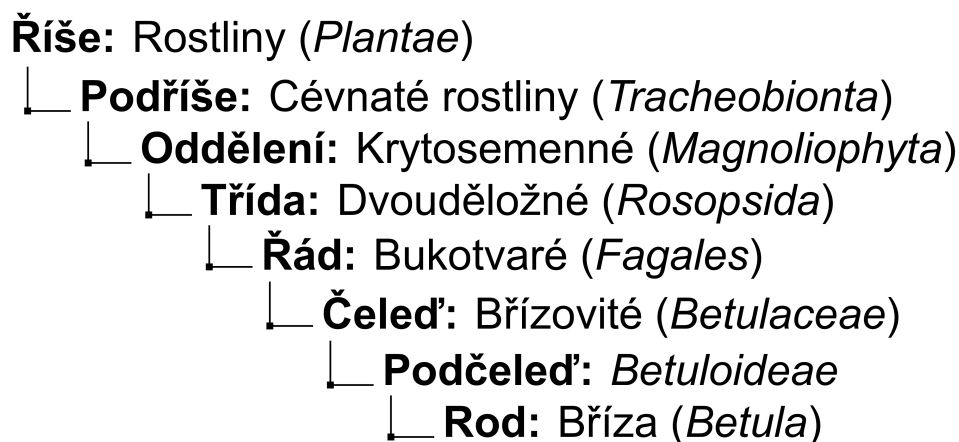 Říše: Rostliny (Plantae)
Podříše: Cévnaté rostliny (Tracheobionta)
Oddělení: Krytosemenné (Magnoliophyta)
Třída: Dvouděložné (Rosopsida)
Řád: Bukotvaré (Fagales)
Čeleď: Břízovité (Betulaceae)
Podčeleď: Betuloideae
Rod: Bříza (Betula)